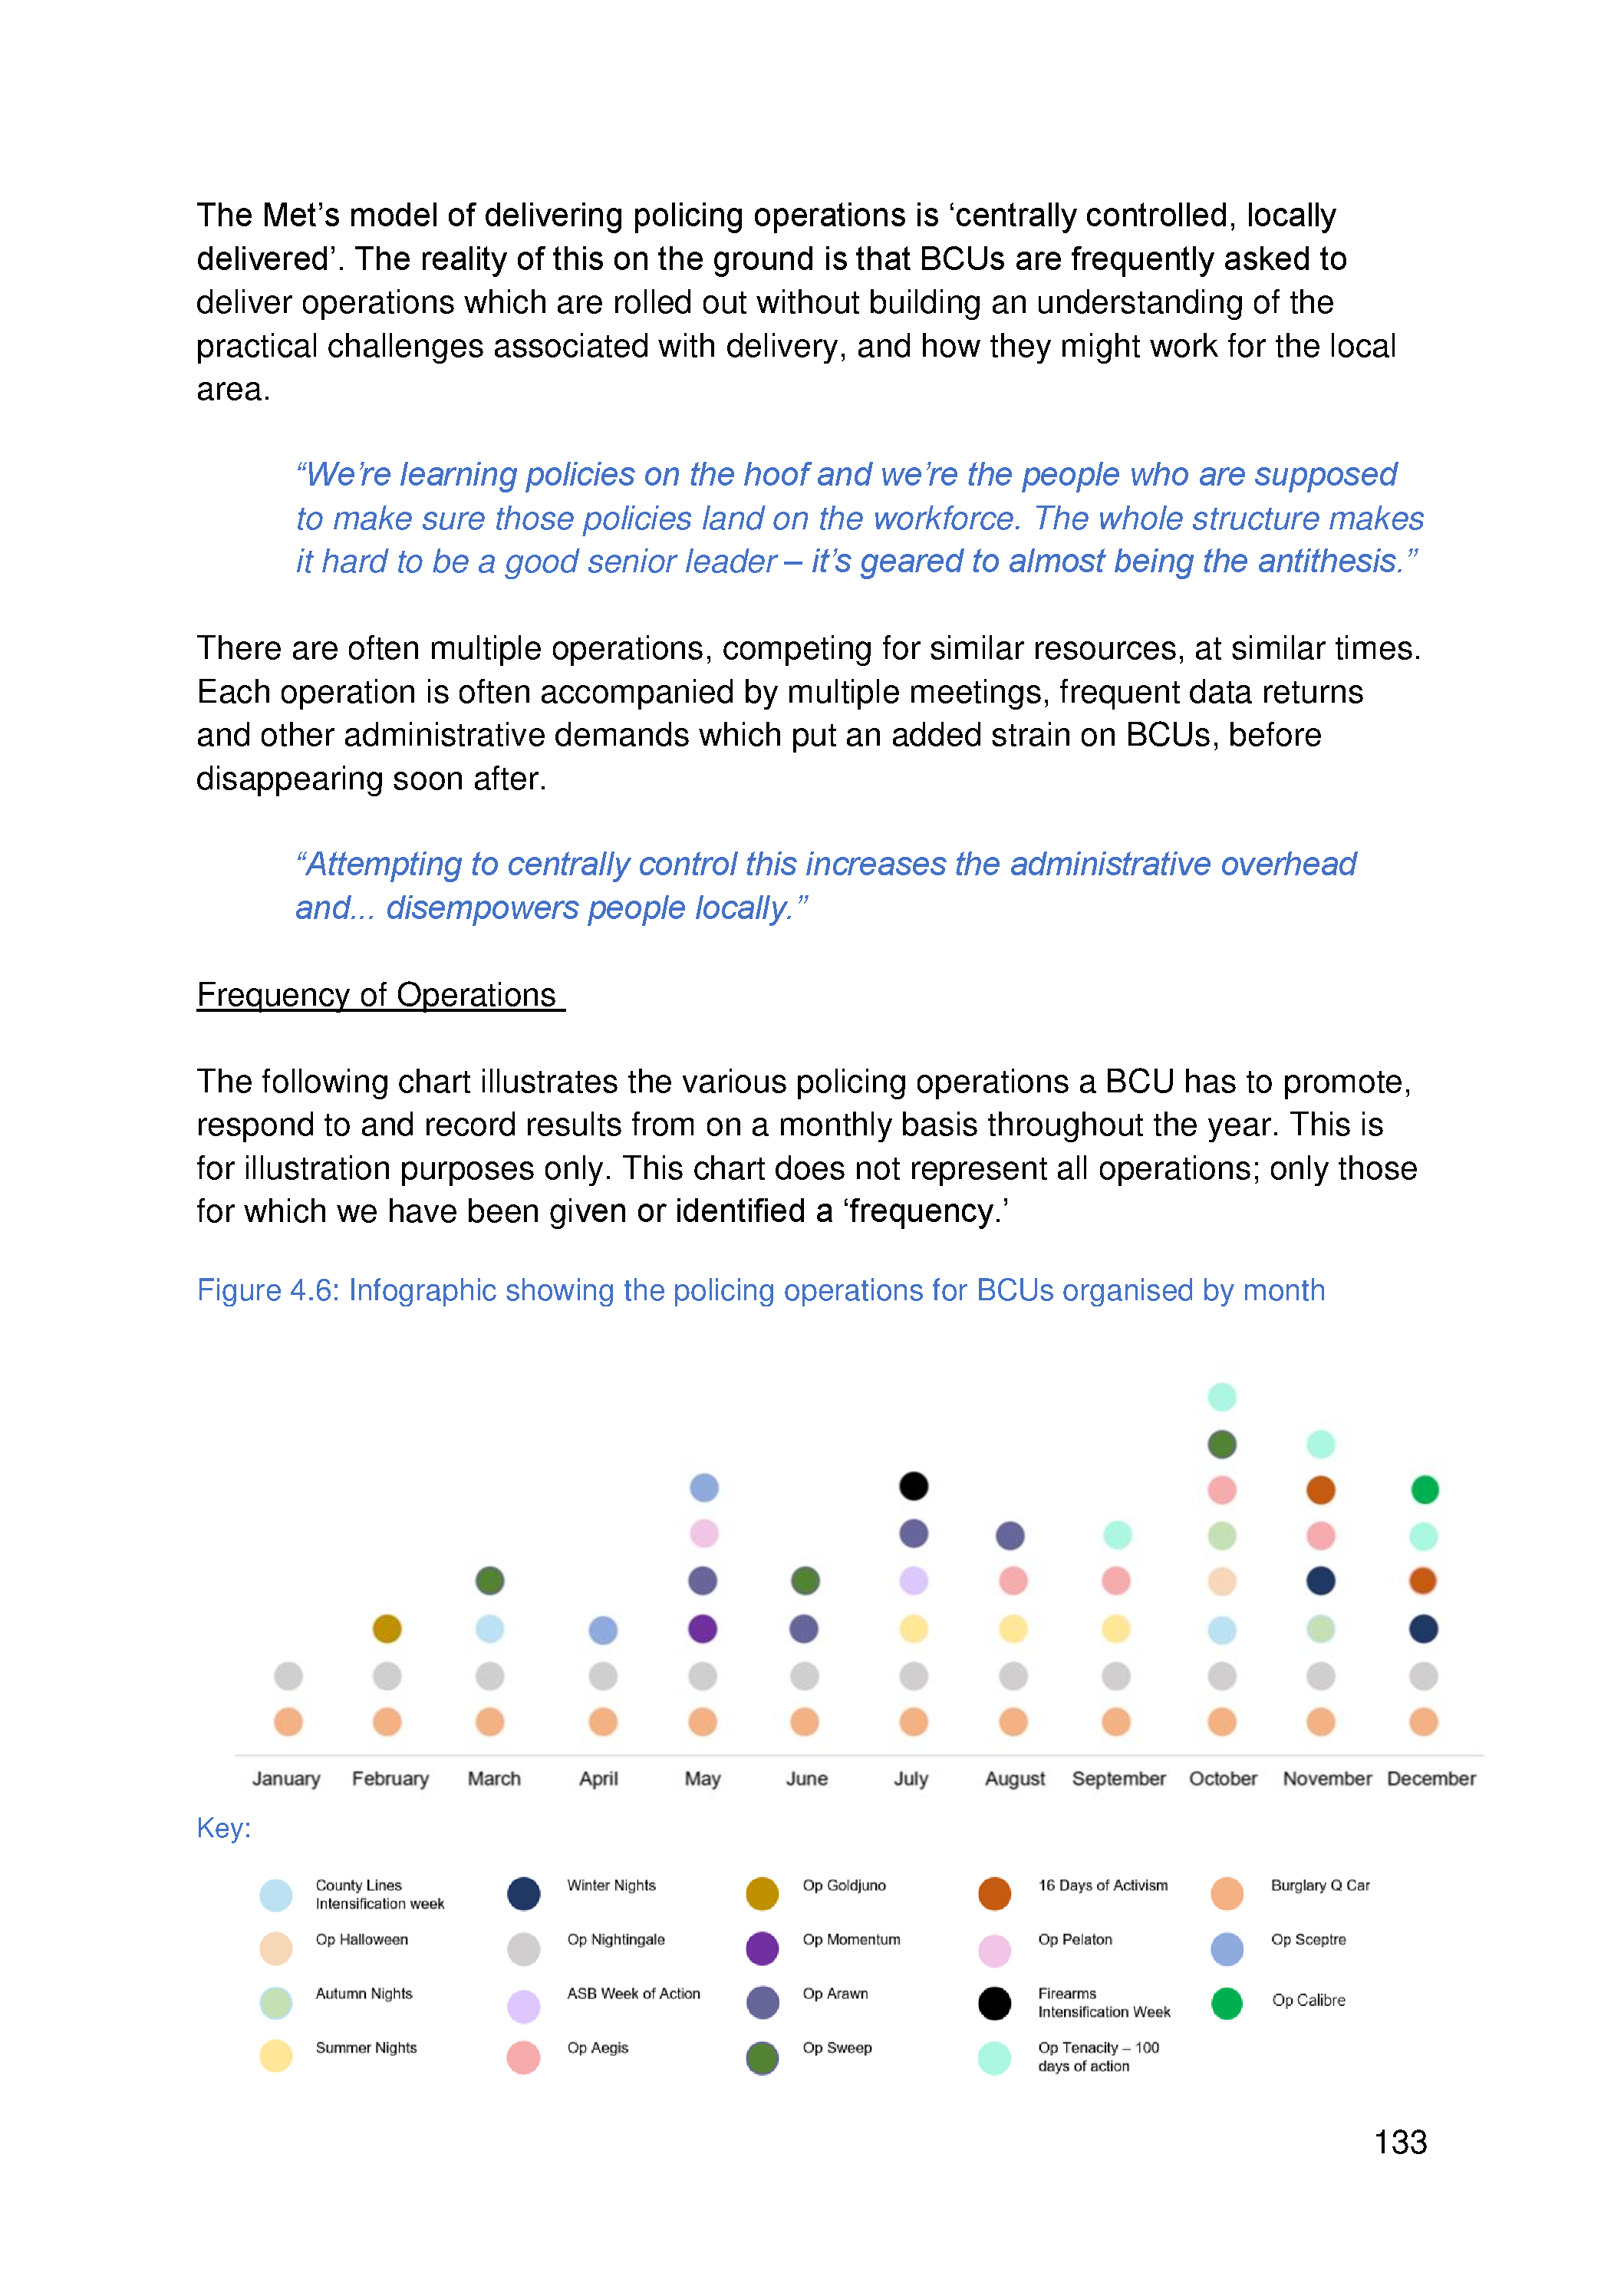 The Met’s model of delivering policing operations is ‘centrally controlled, locally
delivered’. The reality of this on the ground is that BCUs are frequently asked to
deliver operations which are rolled out without building an understanding of the
practical challenges associated with delivery, and how they might work for the local
area.
“We’re learning policies on the hoof and we’re the people who are supposed
to make sure those policies land on the workforce. The whole structure makes
it hard to be a good senior leader – it’s geared to almost being the antithesis.”
There are often multiple operations, competing for similar resources, at similar times.
Each operation is often accompanied by multiple meetings, frequent data returns
and other administrative demands which put an added strain on BCUs, before
disappearing soon after.
“Attempting to centrally control this increases the administrative overhead
and... disempowers people locally.”
Frequency of Operations
The following chart illustrates the various policing operations a BCU has to promote,
respond to and record results from on a monthly basis throughout the year. This is
for illustration purposes only. This chart does not represent all operations; only those
for which we have been given or identified a ‘frequency.’
Figure 4.6: Infographic showing the policing operations for BCUs organised by month
January February March April May June July August September October November December
Key:
County Lines
Intensification week
Winter Nights
Op Goldjuno
16 Days of Activism
Burglary Q Car
Op Halloween
Op Nightingale
Op Momentum
Op Pelaton
Op Sceptre
Autumn Nights
ASB Week of Action
Op Arawn
Firearms
Intensification Week
Op Calibre
Summer Nights
Op Aegis
Op Sweep
Op Tenacity – 100
days of action
133